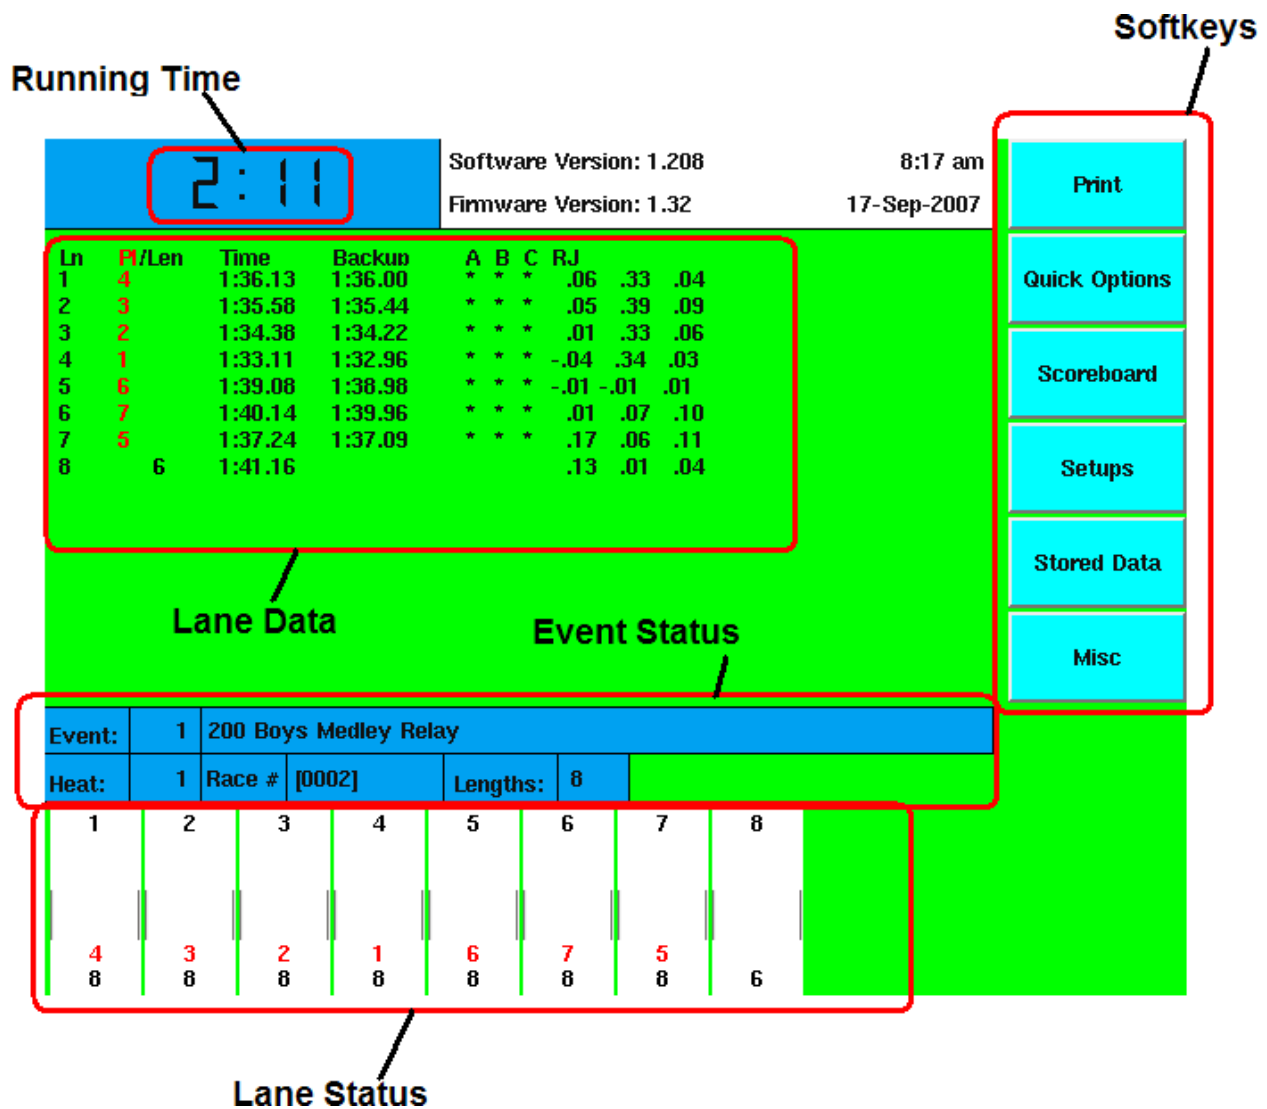 Softkeys
Running Time
2:11
Software Version: 1.208 8:17 am
Firmware Version: 1.32 17-Sep-2007
Print
Quick Options
Scoreboard
Setups
Stored Data
Misc
Ln Pl/Len Time Backup A B C RJ
1 4 1:36.13 1:36.00 * * * .06 .33 .04
2 3 1:35.58 1:35.44 * * * .05 .39 .09
3 2 1:34.38 1:34.22 * * * .01 .33 .06
4 1 1:33.11 1:32.96 * * * -.04 .34 .03
5 6 1:39.08 1:38.98 * * * -.01 -.01 .01
6 7 1:40.14 1:39.96 * * * .01 .07 .10
7 5 1:37.24 1:37.09 * * * .17 .06 .11
8 6 1:41.16 .13 .01 .04
Lane Data
Event Status
Event: 1 200 Boys Medley Relay
Heat: 1 Race # [0002] Lengths: 8
1 2 3 4 5 6 7 8
4 3 2 1 6 7 5
8 8 8 8 8 8 8 6
Lane Status